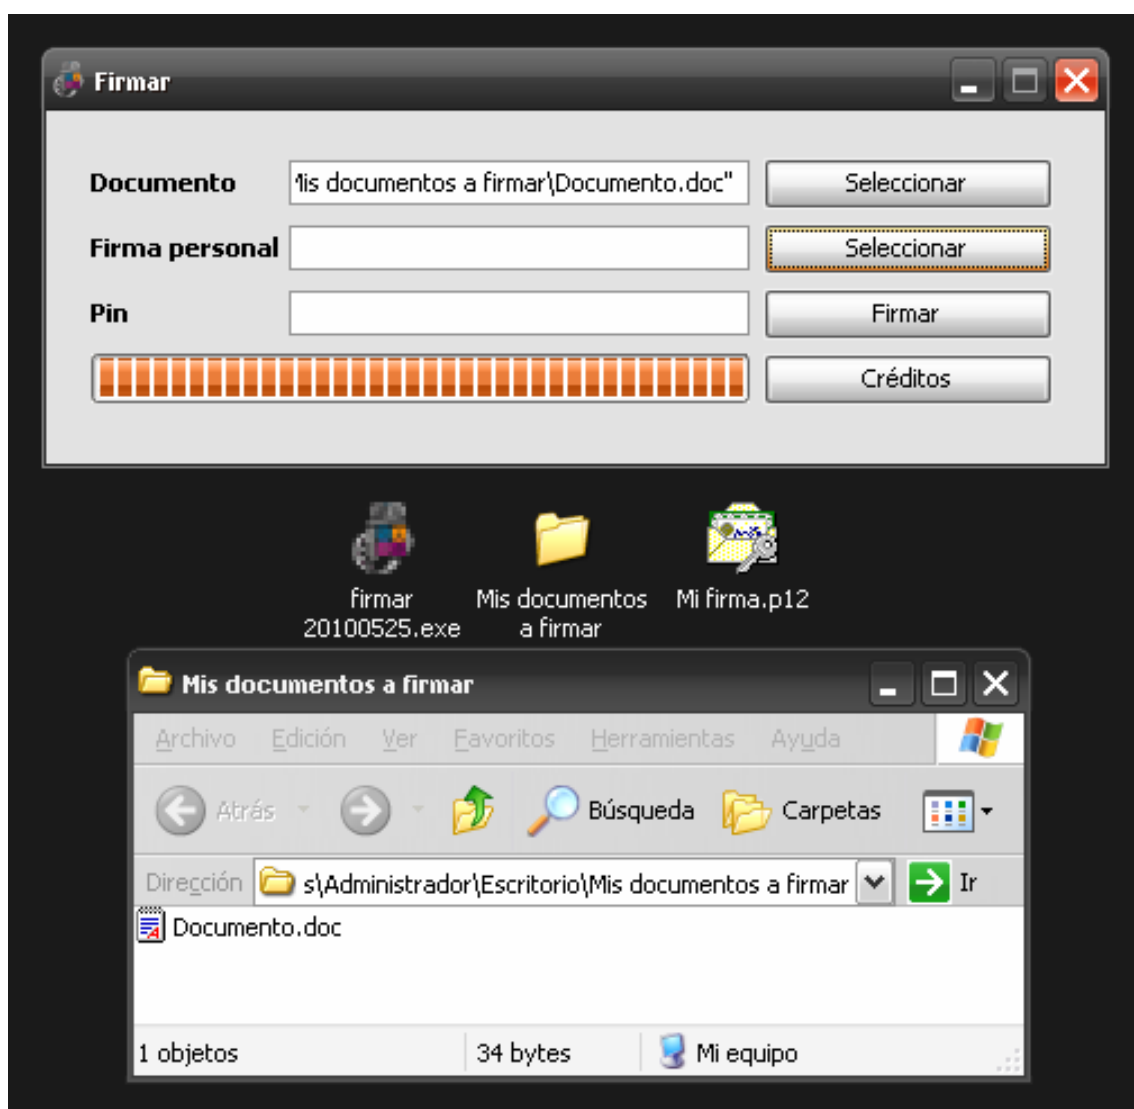 Firmar
Documento
Mis documentos a firmar\Documento.doc"
Seleccionar
Firma personal
Seleccionar
Pin
Firmar
Créditos
firmar
20100525.exe
Mis documentos
a firmar
Mi firma.p12
Mis documentos a firmar
Archivo Edición Ver Favoritos Herramientas Ayuda
Atrás Búsqueda Carpetas
Dirección s\Administrador\Escritorio\Mis documentos a firmar Ir
Documento.doc
1 objetos 34 bytes Mi equipo